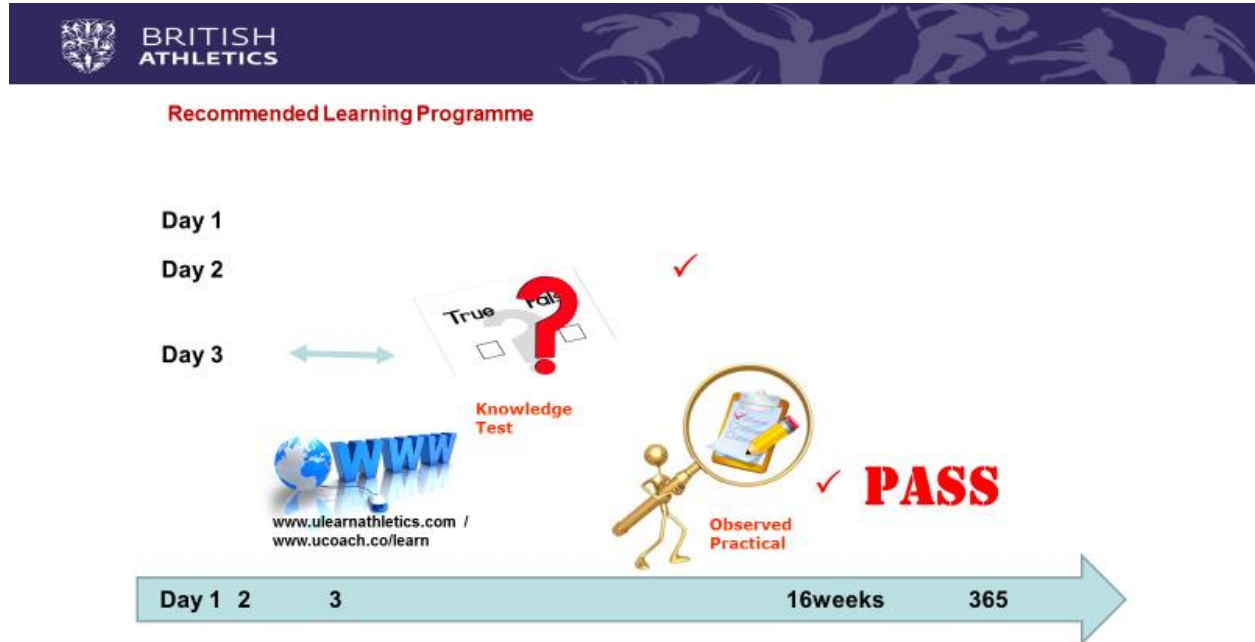 BRITISH
ATHLETICS
Recommended Learning Programme
Day 1
Day 2
Day 3
True
Knowledge
Test
WWW
www.ulearnathletics.com /
www.ucoach.co/learn
Observed
Practical
PASS
Day 1 2 3 16weeks 365